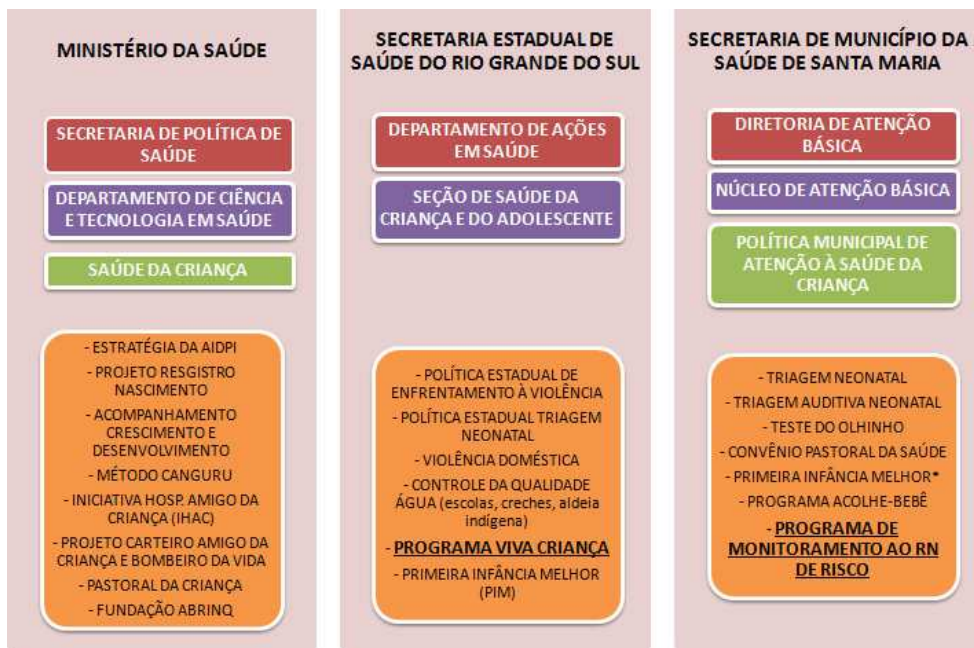 MINISTÉRIO DA SAÚDE
SECRETARIA DE POLÍTICA DE
SAÚDE
DEPARTAMENTO DE CIÊNCIA
E TECNOLOGIA EM SAÚDE
SAÚDE DA CRIANÇA
- ESTRATÉGIA DA AIDPI
- PROJETO RESGISTRO
NASCIMENTO
- ACOMPANHAMENTO
CRESCIMENTO E
DESENVOLVIMENTO
- MÉTODO CANGURU
- INICIATIVA HOSP. AMIGO DA
CRIANÇA (IHAC)
- PROJETO CARTEIRO AMIGO DA
CRIANÇA E BOMBEIRO DA VIDA
- PASTORAL DA CRIANÇA
- FUNDAÇÃO ABRINQ
SECRETARIA ESTADUAL DE
SAÚDE DO RIO GRANDE DO SUL
DEPARTAMENTO DE AÇÕES
EM SAÚDE
SEÇÃO DE SAÚDE DA
CRIANÇA E DO ADOLESCENTE
- POLÍTICA ESTADUAL DE
ENFRENTAMENTO À VIOLÊNCIA
- POLÍTICA ESTADUAL TRIAGEM
NEONATAL
- VIOLÊNCIA DOMÉSTICA
- CONTROLE DA QUALIDADE
ÁGUA (escolas, creches, aldeia
indígena)
- PROGRAMA VIVA CRIANÇA
- PRIMEIRA INFÂNCIA MELHOR
(PIM)
SECRETARIA DE MUNICÍPIO DA
SAÚDE DE SANTA MARIA
DIRETORIA DE ATENÇÃO
BÁSICA
NÚCLEO DE ATENÇÃO BÁSICA
POLÍTICA MUNICIPAL DE
ATENÇÃO À SAÚDE DA
CRIANÇA
- TRIAGEM NEONATAL
- TRIAGEM AUDITIVA NEONATAL
- TESTE DO OLHINHO
- CONVÊNIO PASTORAL DA SAÚDE
- PRIMEIRA INFÂNCIA MELHOR*
- PROGRAMA ACOLHE-BEBÊ
- PROGRAMA DE
MONITORAMENTO AO RN
DE RISCO